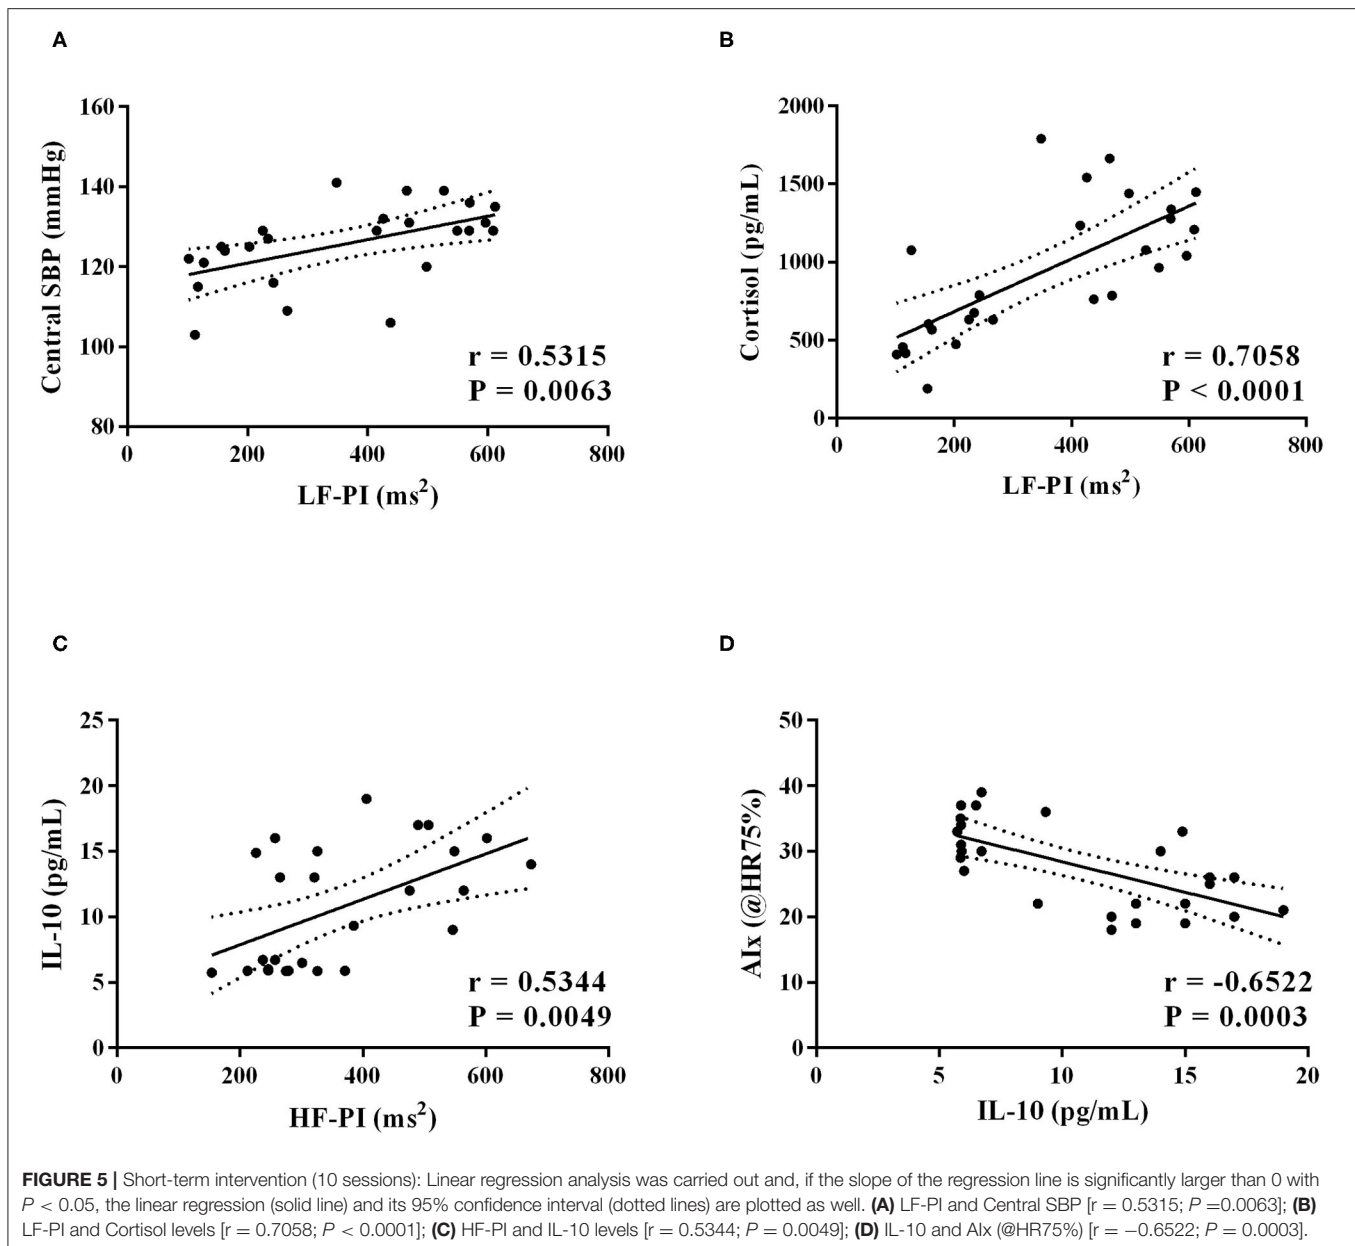 A
160
140
120
100
80
0
200
400
600
800
Central SBP (mmHg)
LF-PI (ms²)
r = 0.5315
P = 0.0063
B
2000
1500
1000
500
0
0
200
400
600
800
Cortisol (pg/mL)
LF-PI (ms²)
r = 0.7058
P < 0.0001
C
25
20
15
10
5
0
0
200
400
600
800
IL-10 (pg/mL)
HF-PI (ms²)
r = 0.5344
P = 0.0049
D
50
40
30
20
10
0
0
5
10
15
20
AIx (@HR75%)
IL-10 (pg/mL)
r = -0.6522
P = 0.0003
FIGURE 5 | Short-term intervention (10 sessions): Linear regression analysis was carried out and, if the slope of the regression line is significantly larger than 0 with
P < 0.05, the linear regression (solid line) and its 95% confidence interval (dotted lines) are plotted as well. (A) LF-PI and Central SBP [r = 0.5315; P =0.0063]; (B)
LF-PI and Cortisol levels [r = 0.7058; P < 0.0001]; (C) HF-PI and IL-10 levels [r = 0.5344; P = 0.0049]; (D) IL-10 and AIx (@HR75%) [r = −0.6522; P = 0.0003].